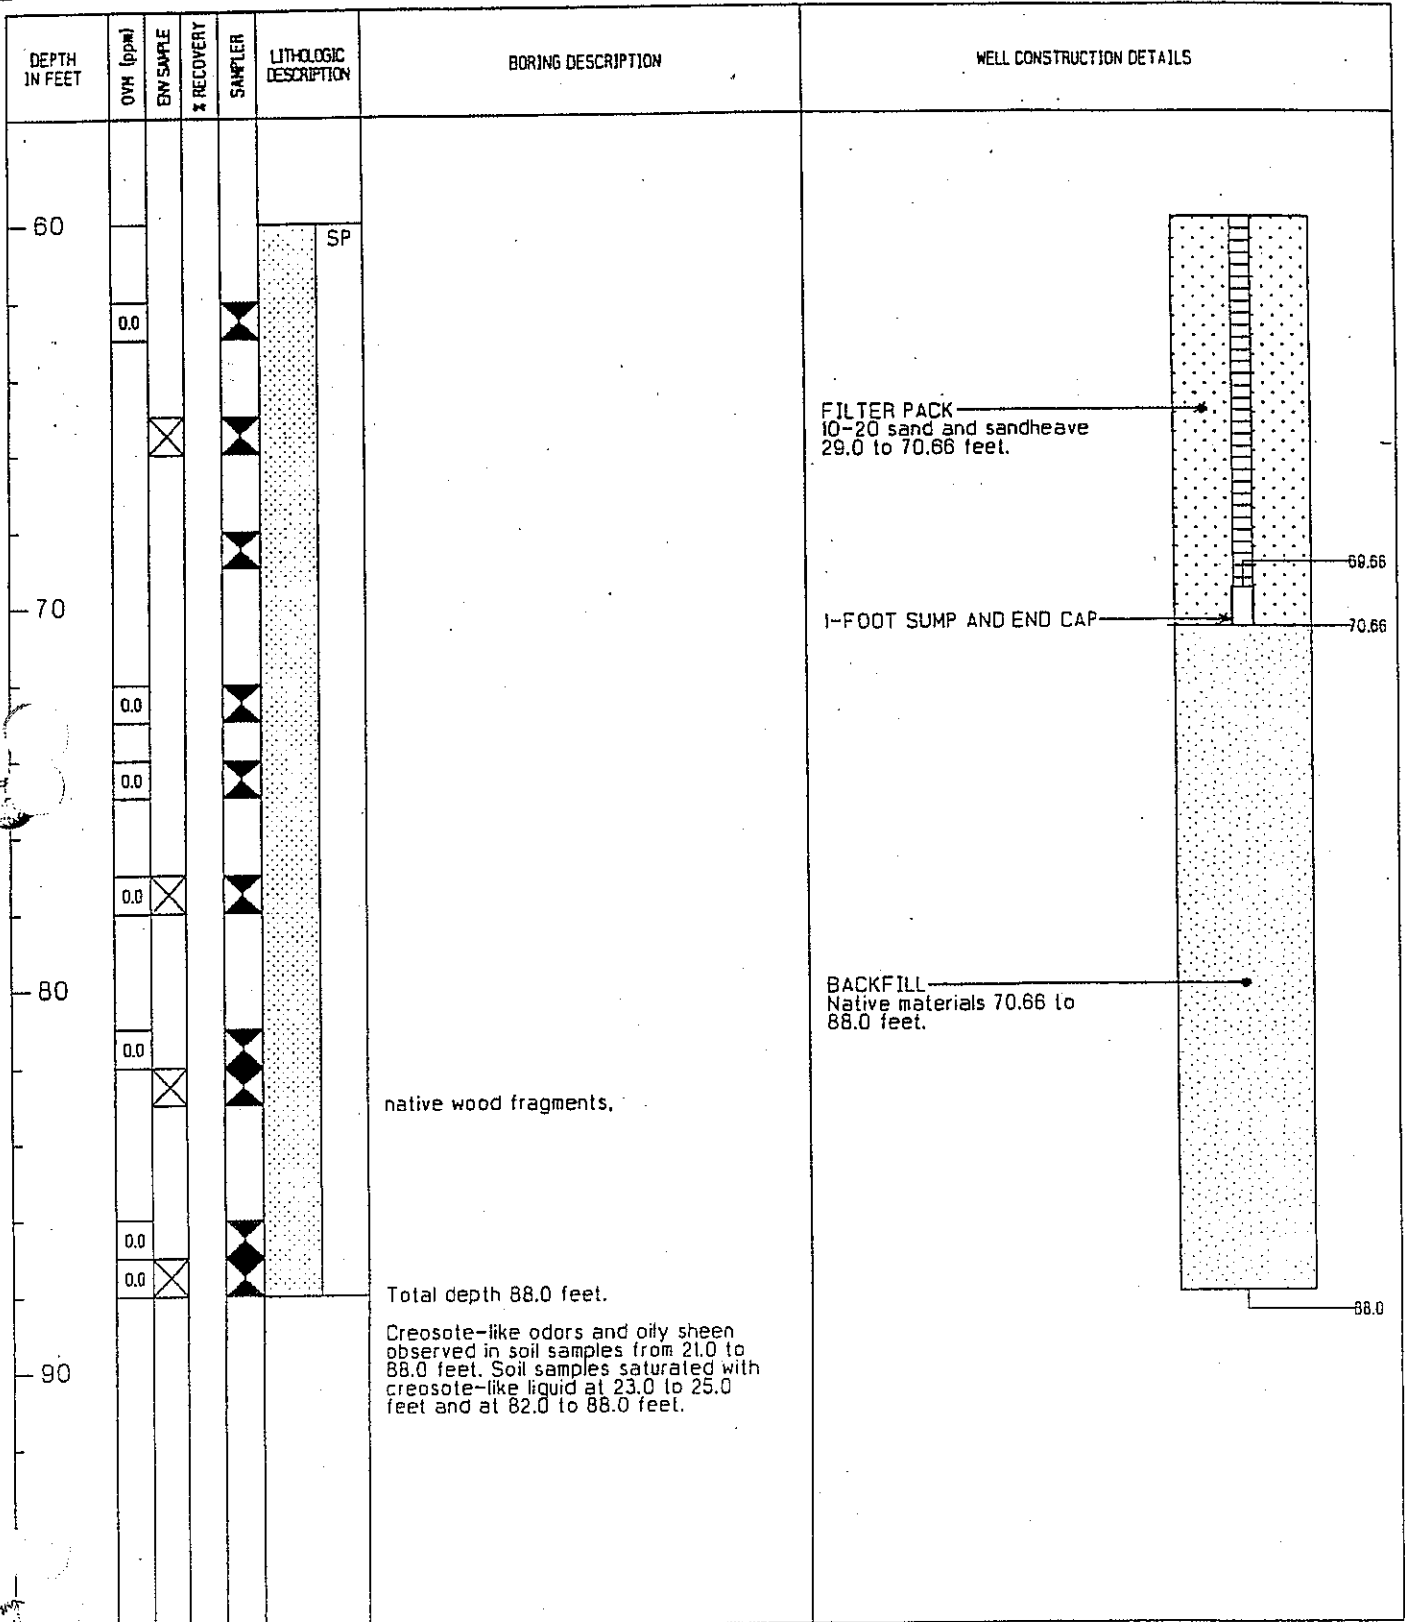 DEPTH
IN FEET
OVM (ppm)
ENV SAMPLE
% RECOVERY
SAMPLER
LITHOLOGIC
DESCRIPTION
BORING DESCRIPTION
WELL CONSTRUCTION DETAILS
60
SP
0.0
FILTER PACK
10-20 sand and sandheave
29.0 to 70.66 feet.
69.66
70
1-FOOT SUMP AND END CAP
70.66
0.0
0.0
0.0
80
BACKFILL
Native materials 70.66 to
88.0 feet.
0.0
native wood fragments,
0.0
0.0
Total depth 88.0 feet.
88.0
Creosote-like odors and oily sheen
observed in soil samples from 21.0 to
88.0 feet. Soil samples saturated with
creosote-like liquid at 23.0 to 25.0
feet and at 82.0 to 88.0 feet.
90